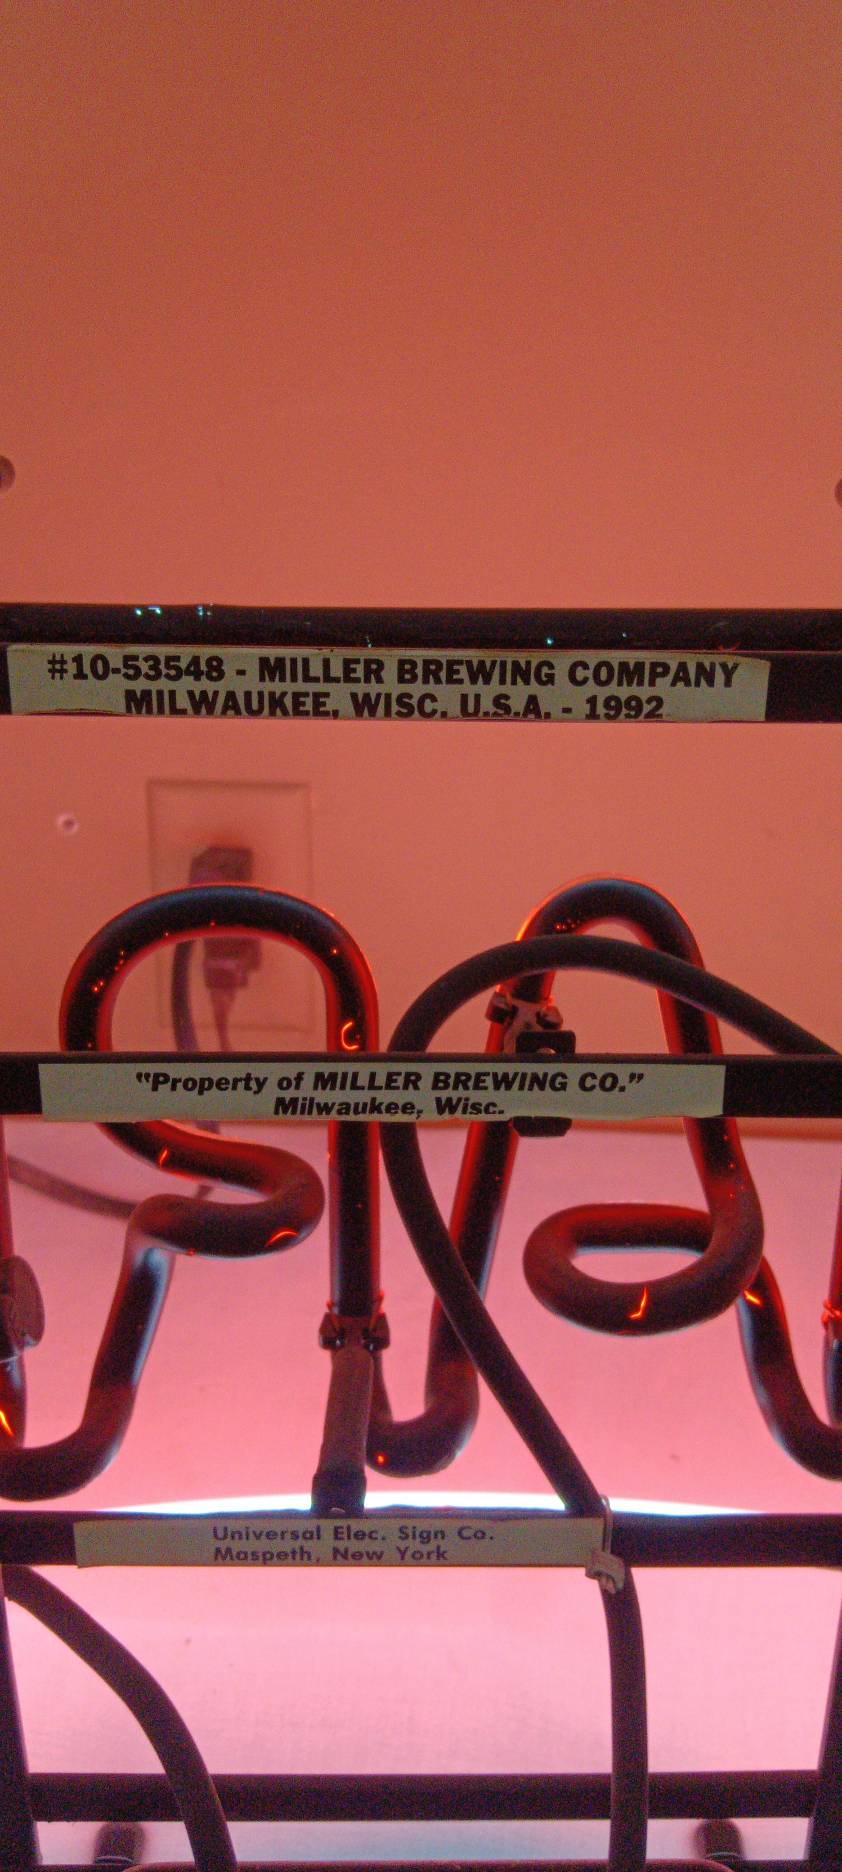 #10-53548 - MILLER BREWING COMPANY
MILWAUKEE, WISC. U.S.A. - 1992
"Property of MILLER BREWING CO."
Milwaukee, Wisc.
Universal Elec. Sign Co.
Maspeth, New York